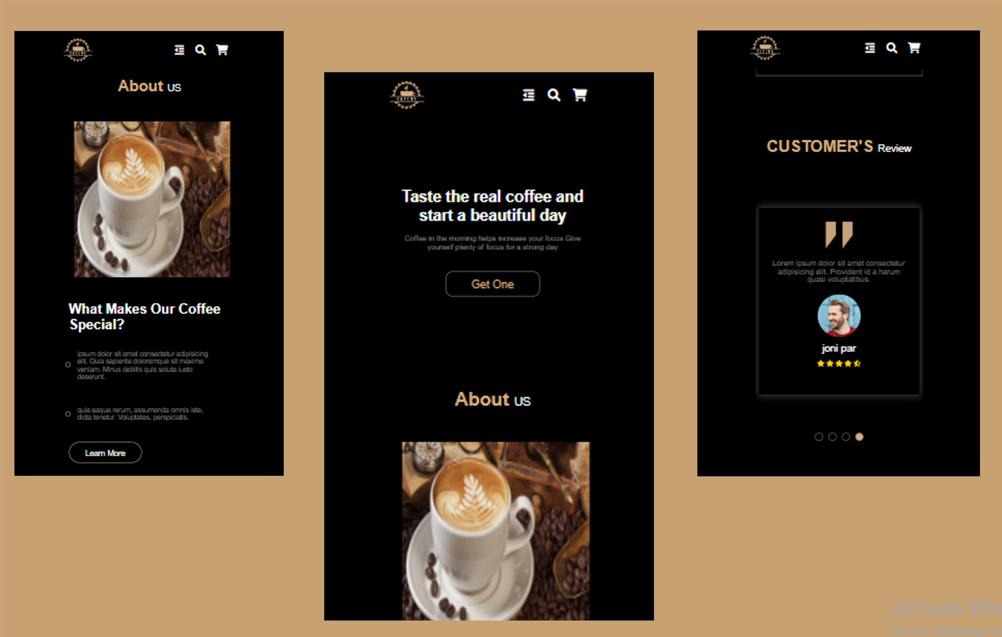 About us
What Makes Our Coffee
Special?
ipsum dolor sit amet consectetur adipisicing
elit. Quia sapiente doloremque sit maxime
veniam. Minus debitis quis soluta iusto
deserunt.
quia eaque rerum, assumenda omnis iste,
dicta tenetur. Voluptates, perspiciatis.
Learn More
Taste the real coffee and
start a beautiful day
Coffee in the morning helps increase your focus Give
yourself plenty of focus for a strong day
Get One
About us
CUSTOMER'S Review
Lorem ipsum dolor sit amet consectetur
adipisicing elit. Provident id a harum
quasi voluptatibus.
joni par
Activate Win